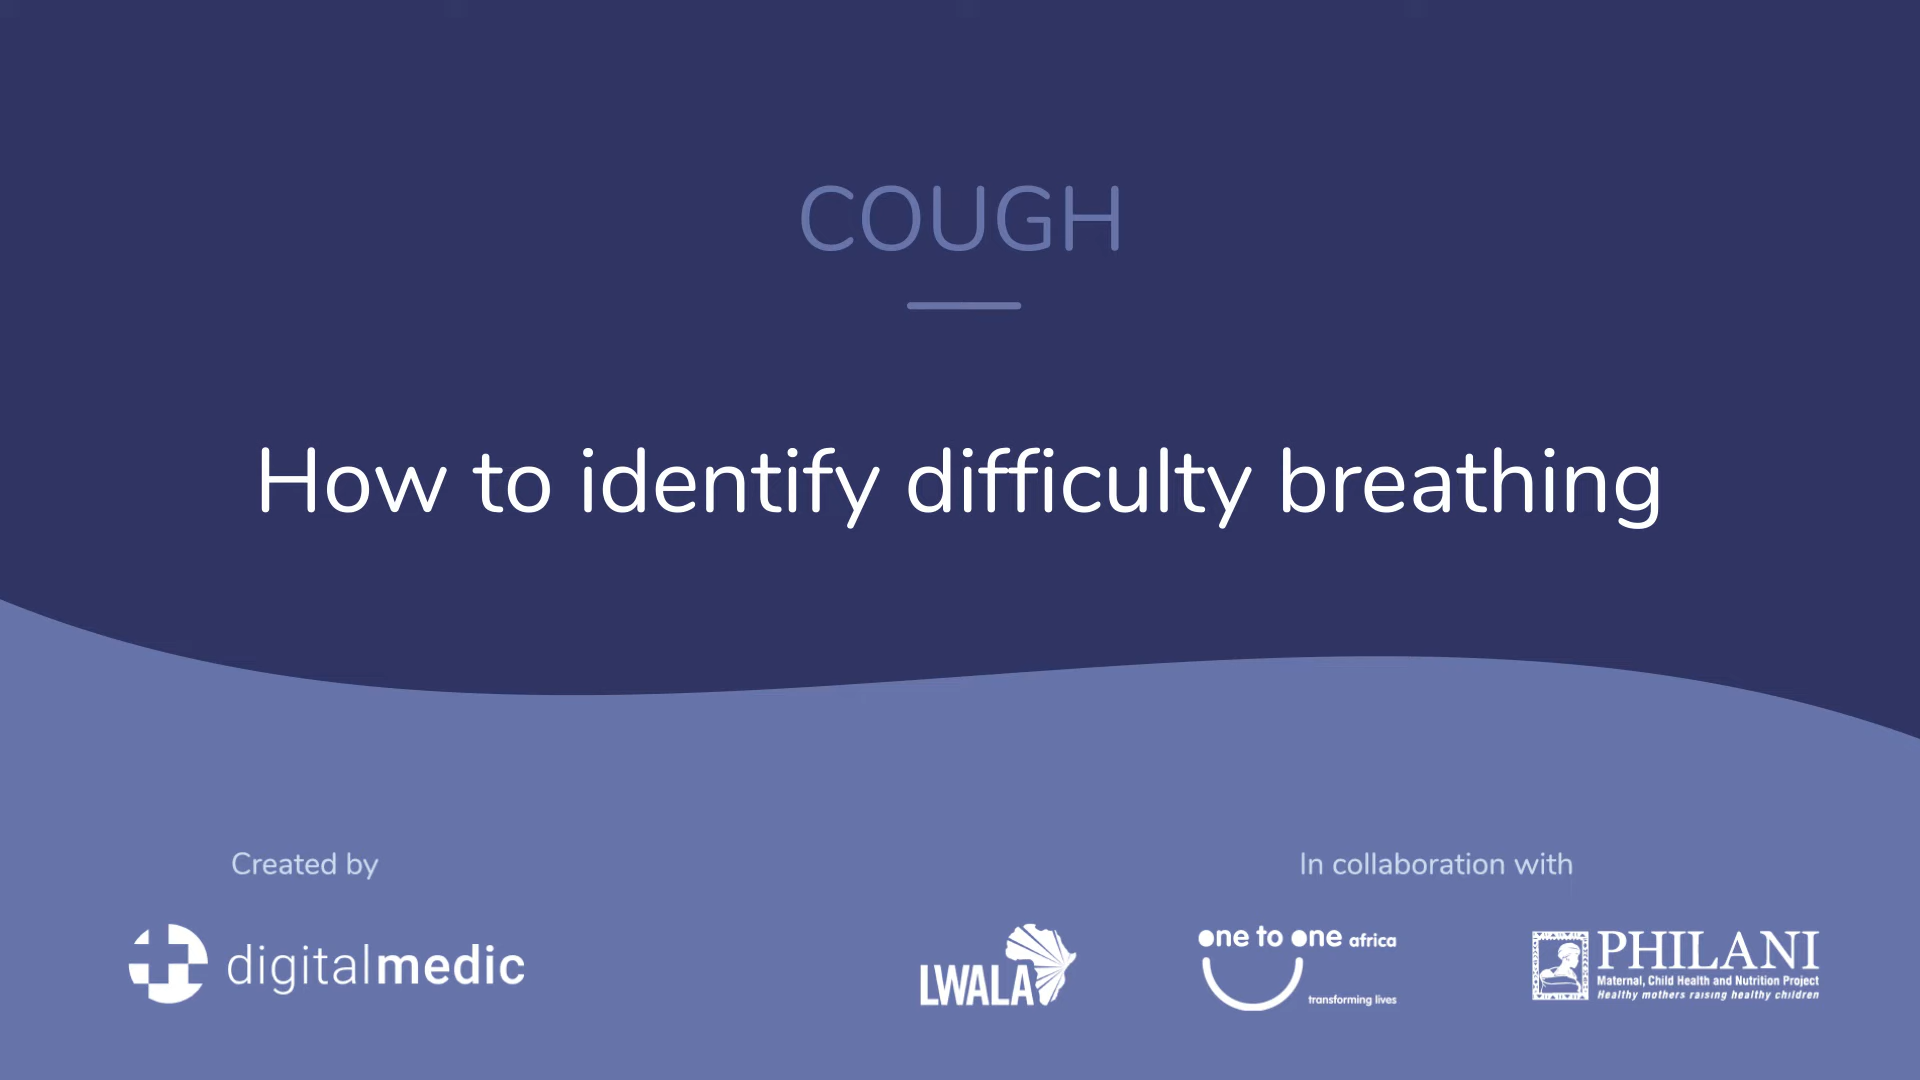 COUGH
How to identify difficulty breathing
Created by
In collaboration with
digitalmedic
LWALA
one to one africa
transforming lives
PHILANI
Maternal, Child Health and Nutrition Project
Healthy mothers raising healthy children